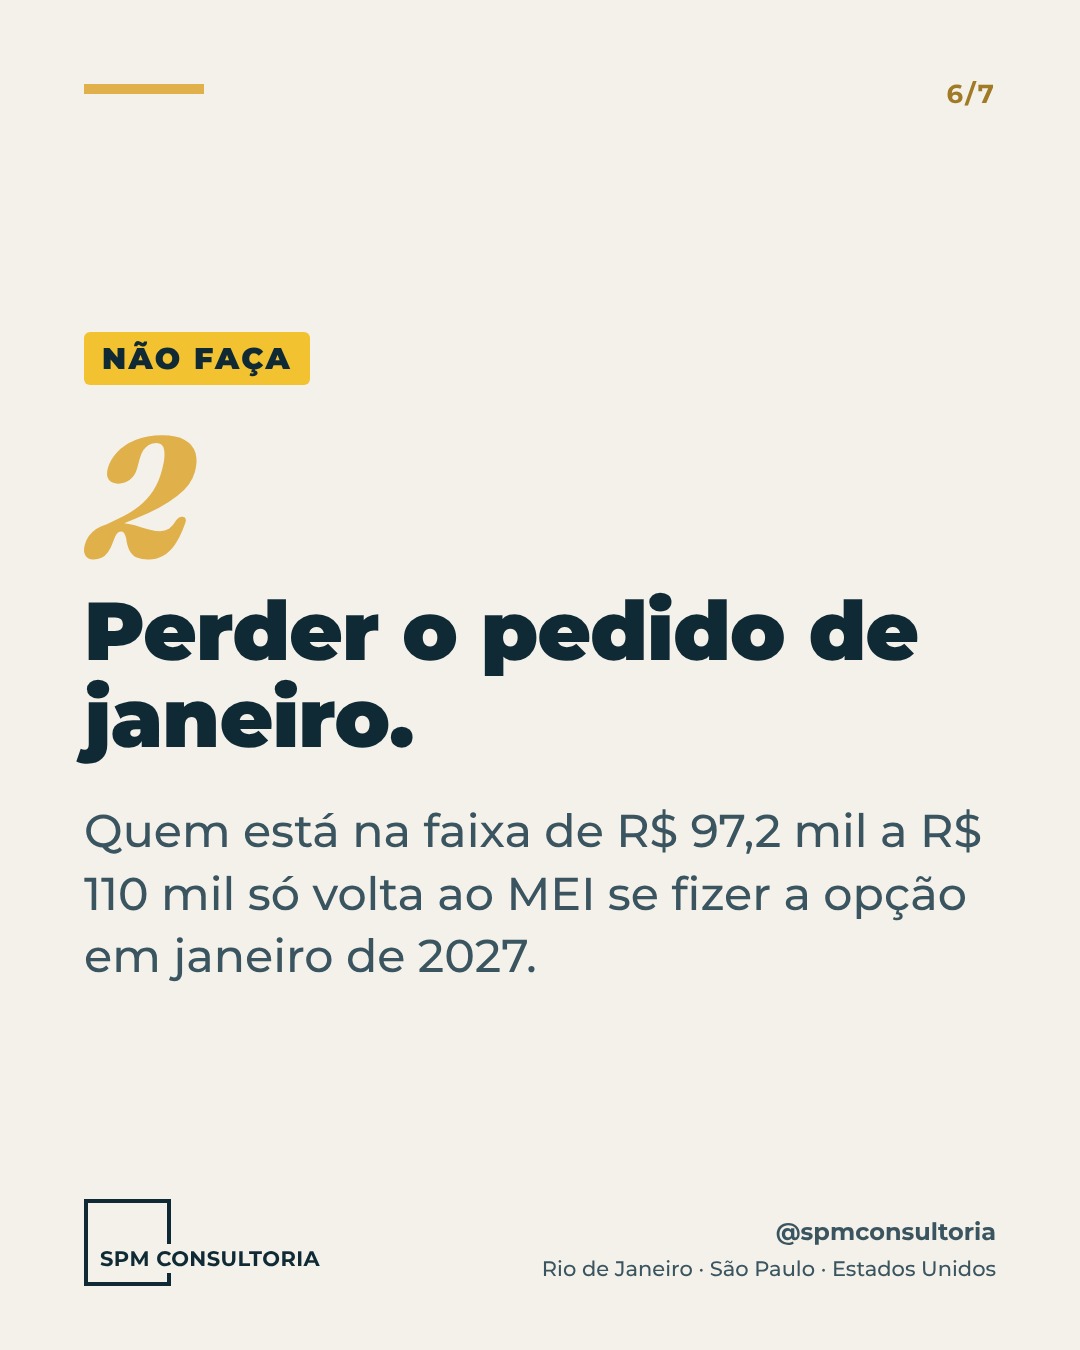 6/7
NÃO FAÇA
2
Perder o pedido de
janeiro.
Quem está na faixa de R$ 97,2 mil a R$
110 mil só volta ao MEI se fizer a opção
em janeiro de 2027.
SPM CONSULTORIA
@spmconsultoria
Rio de Janeiro · São Paulo · Estados Unidos